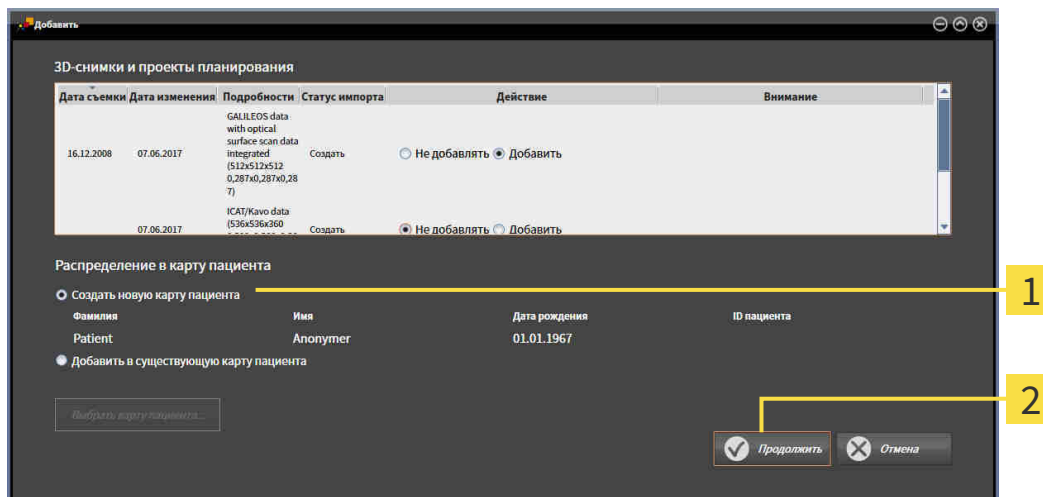 Добавить
3D-снимки и проекты планирования
Дата съемки Дата изменения Подробности Статус импорта Действие Внимание
GALILEOS data
with optical
surface scan data
16.12.2008 07.06.2017 integrated Создать Не добавлять Добавить
(512x512x512
0,287x0,287x0,28
7)
ICAT/Kavo data
(536x536x360
07.06.2017 Создать Не добавлять Добавить
Распределение в карту пациента
1
Создать новую карту пациента
Фамилия Имя Дата рождения ID пациента
Patient Anonymer 01.01.1967
Добавить в существующую карту пациента
2
Выбрать карту пациента...
Продолжить Отмена